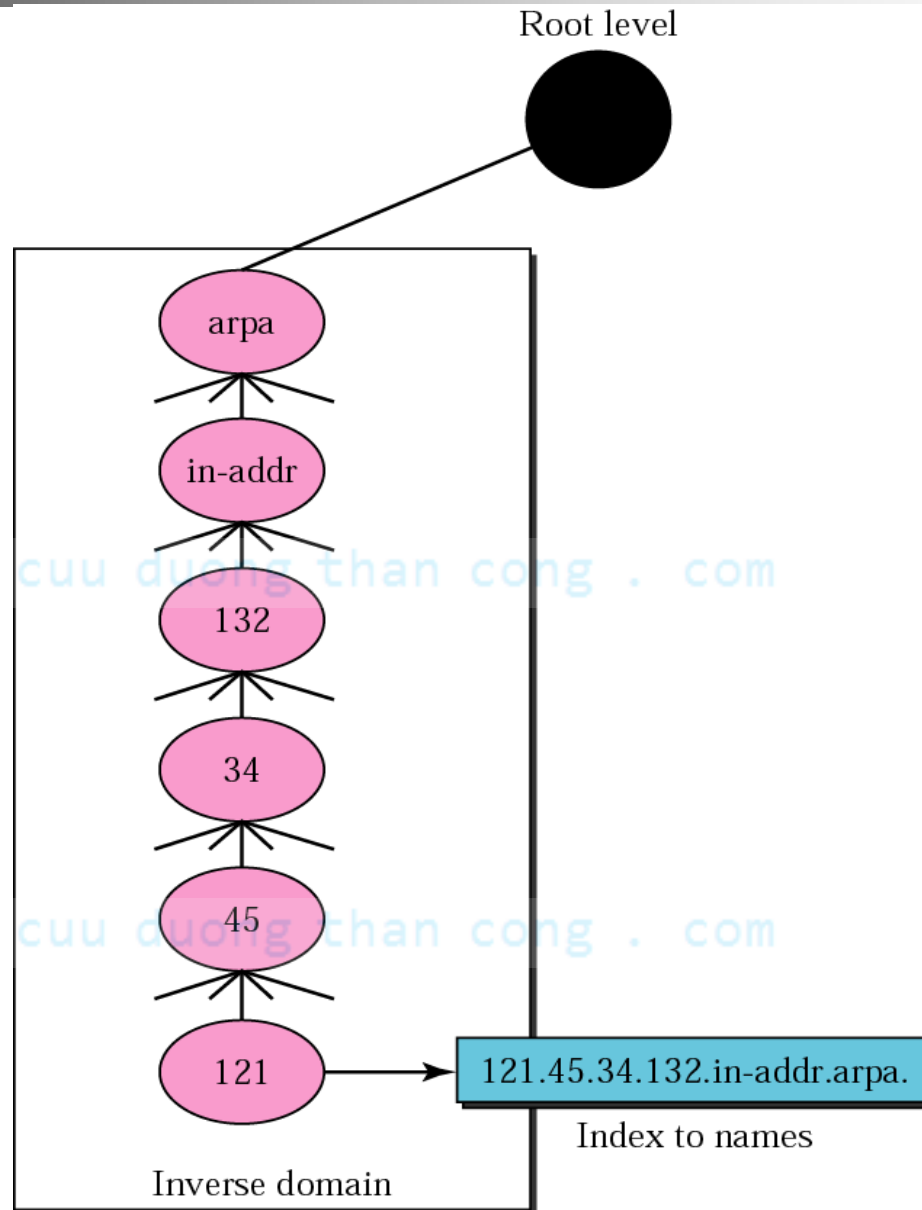 Root level
arpa
in-addr
cuu duong than cong . com
132
34
45
cuu duong than cong . com
121
121.45.34.132.in-addr.arpa.
Index to names
Inverse domain